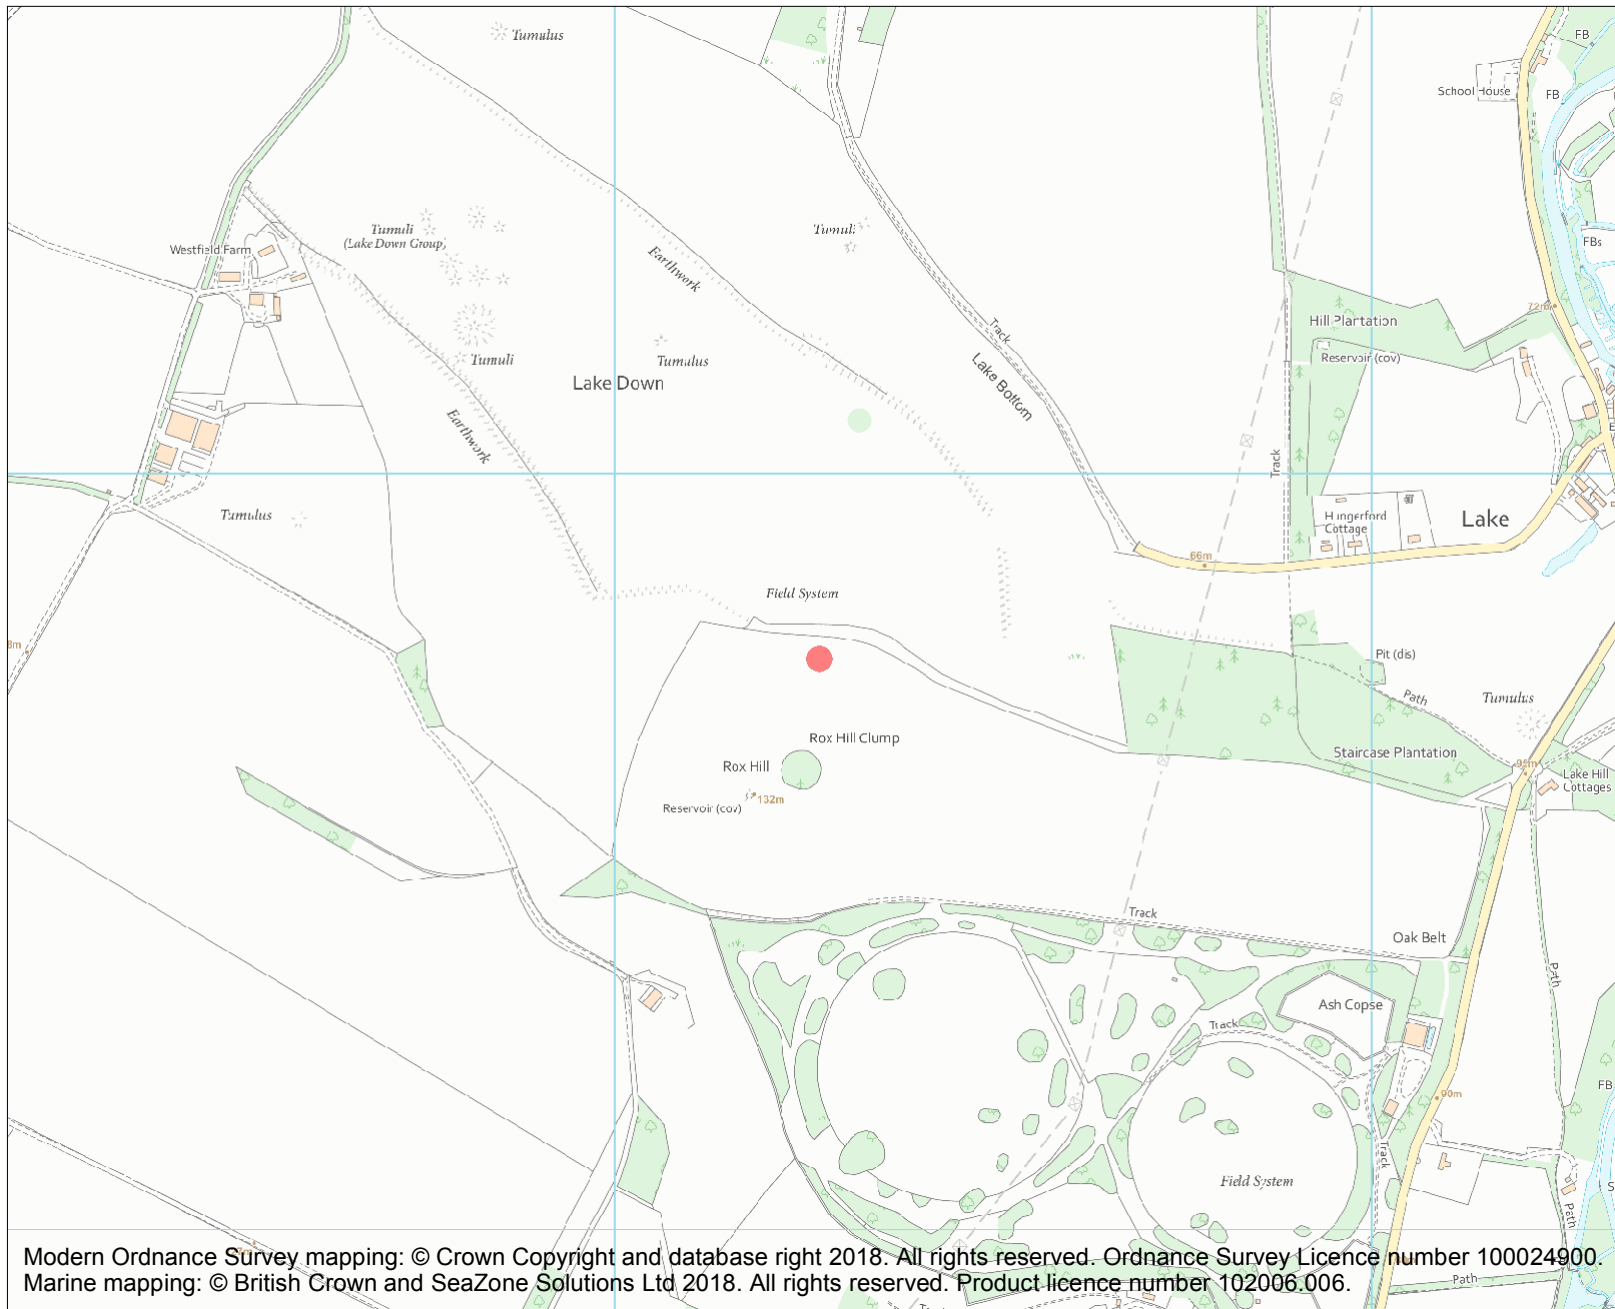 Tumulus
FB
School House
FB
Tumuli
(Lake Down Group)
Westfield Farm
Tumuli
Earthwork
FBs
72m
Track
Hill Plantation
Reservoir (cov)
Tumuli
Tumulus
Lake Down
Lake Bottom
Earthwork
Track
Tumulus
Hungerford
Cottage
Lake
66m
Field System
8m
Pit (dis)
Path
Tumulus
Rox Hill Clump
Staircase Plantation
Rox Hill
Lake Hill
Cottages
132m
Reservoir (cov)
Track
Oak Belt
Path
Ash Copse
Track
FB
90m
Track
Field System
Path
Modern Ordnance Survey mapping: © Crown Copyright and database right 2018. All rights reserved. Ordnance Survey Licence number 100024900.
Marine mapping: © British Crown and SeaZone Solutions Ltd 2018. All rights reserved. Product licence number 102006.006.
Path